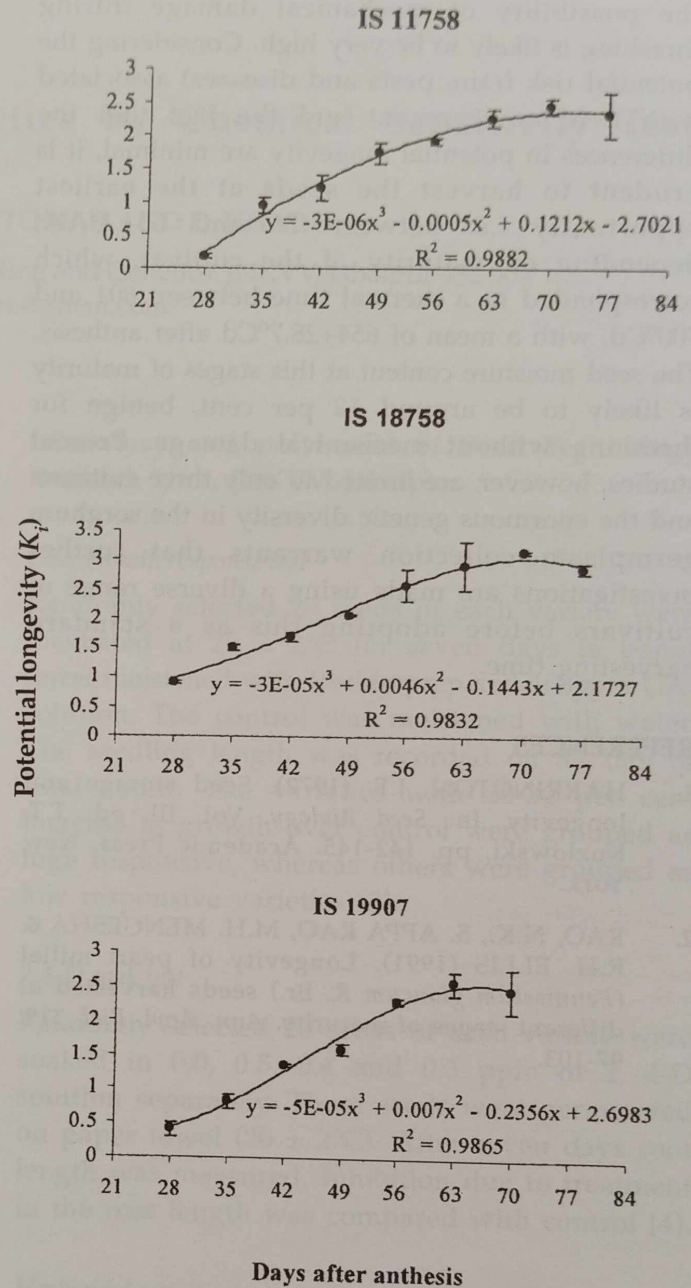 IS 11758
3
2.5
2
1.5
1
0.5
0
y = -3E-06x³ - 0.0005x² + 0.1212x - 2.7021
R² = 0.9882
21 28 35 42 49 56 63 70 77 84
IS 18758
Potential longevity (Ki)
3.5
3
2.5
2
1.5
1
0.5
0
y = -3E-05x³ + 0.0046x² - 0.1443x + 2.1727
R² = 0.9832
21 28 35 42 49 56 63 70 77 84
IS 19907
3
2.5
2
1.5
1
0.5
0
y = -5E-05x³ + 0.007x² - 0.2356x + 2.6983
R² = 0.9865
21 28 35 42 49 56 63 70 77 84
Days after anthesis